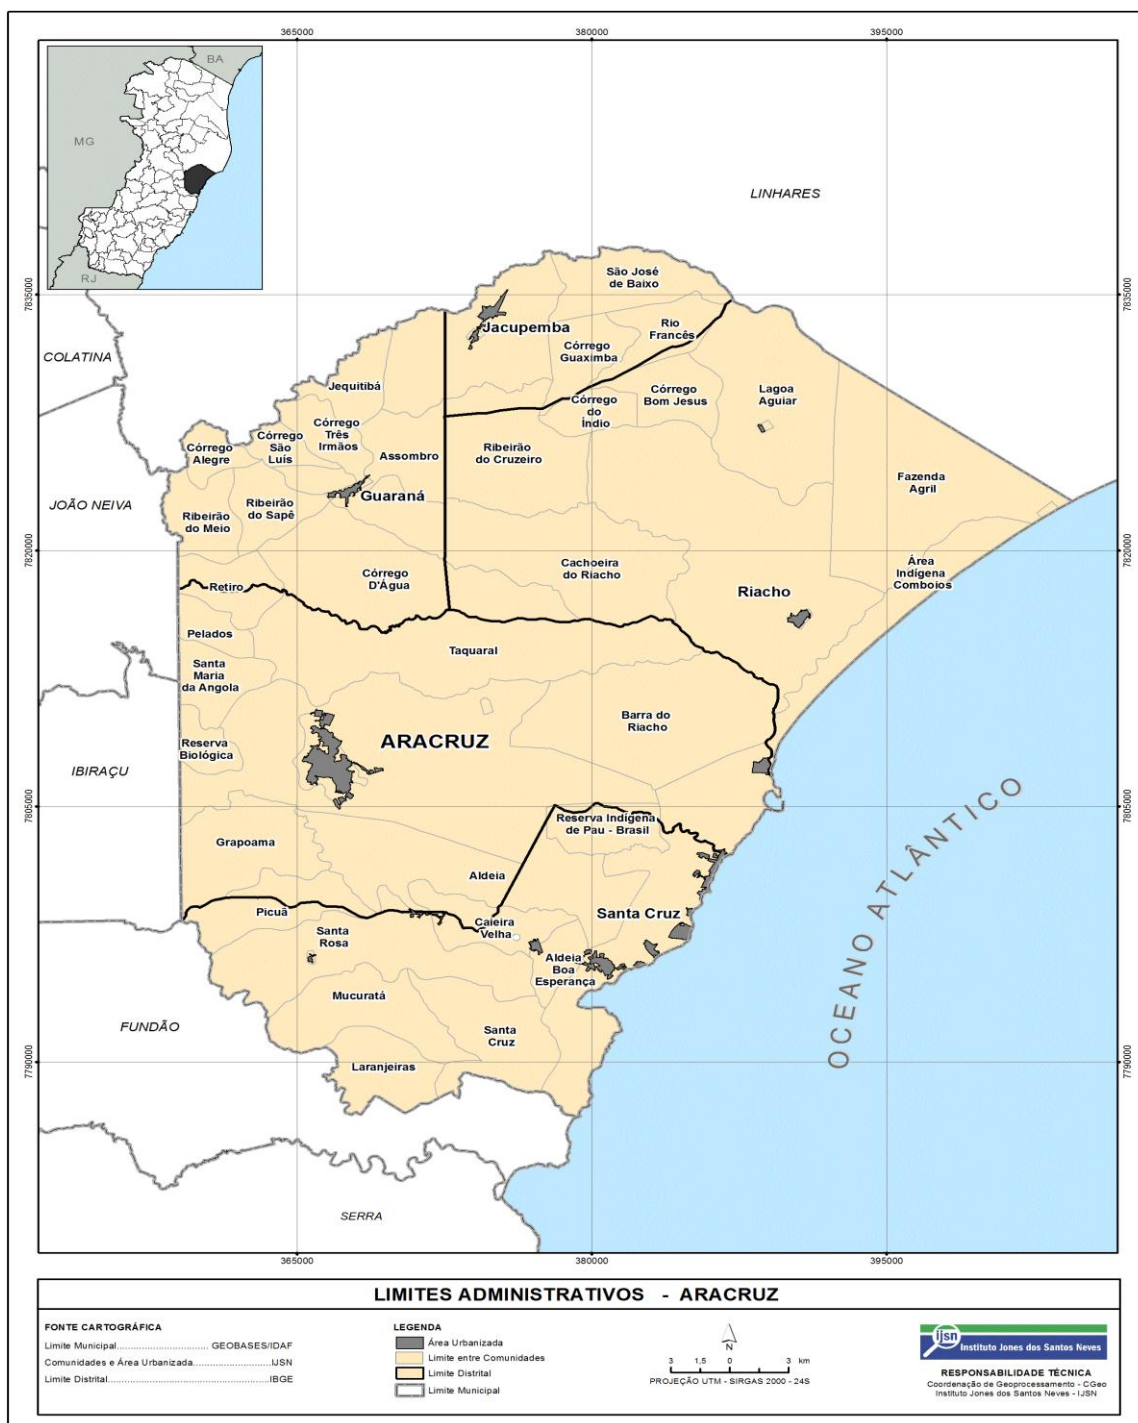 365000
380000
395000
BA
MG
RJ
LINHARES
7835000
7835000
São José
de Baixo
Jacupemba
Rio
Francês
Córrego
Guaximba
COLATINA
Jequitibá
Córrego
Bom Jesus
Lagoa
Aguiar
Córrego
do
Índio
Córrego
Três
Irmãos
Córrego
São
Luís
Córrego
Alegre
Assombro
Ribeirão
do Cruzeiro
Fazenda
Agril
Guaraná
JOÃO NEIVA
Ribeirão
do Sapê
Ribeirão
do Meio
7820000
7820000
Cachoeira
do Riacho
Área
Indígena
Comboios
Córrego
D'Água
Retiro
Riacho
Pelados
Taquaral
Santa
Maria
da Angola
Barra do
Riacho
ARACRUZ
Reserva
Biológica
IBIRAÇU
7805000
7805000
Reserva Indígena
de Pau - Brasil
OCEANO ATLÂNTICO
Grapoama
Aldeia
Picuã
Santa Cruz
Caieira
Velha
Santa
Rosa
Aldeia
Boa
Esperança
Mucuratá
FUNDÃO
Santa
Cruz
Laranjeiras
7790000
7790000
SERRA
365000
380000
395000
LIMITES ADMINISTRATIVOS - ARACRUZ
FONTE CARTOGRÁFICA
Limite Municipal................................ GEOBASES/IDAF
Comunidades e Área Urbanizada.........................IJSN
Limite Distrital...................................................IBGE
LEGENDA
Área Urbanizada
Limite entre Comunidades
Limite Distrital
Limite Municipal
N
3 1,5 0 3 km
PROJEÇÃO UTM - SIRGAS 2000 - 24S
ijsn
Instituto Jones dos Santos Neves
RESPONSABILIDADE TÉCNICA
Coordenação de Geoprocessamento - CGeo
Instituto Jones dos Santos Neves - IJSN